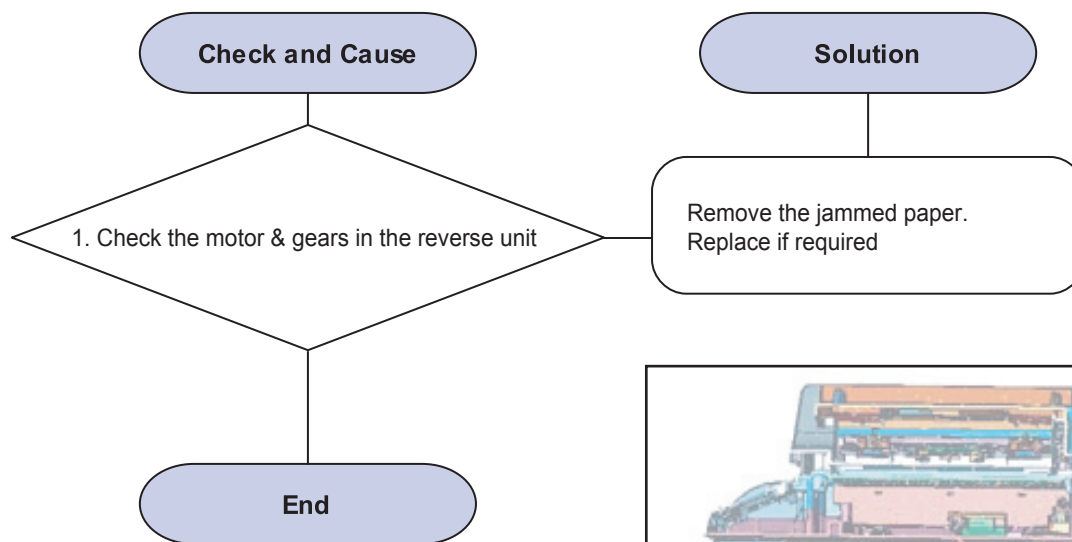 Check and Cause
Solution
1. Check the motor & gears in the reverse unit
Remove the jammed paper.
Replace if required
End